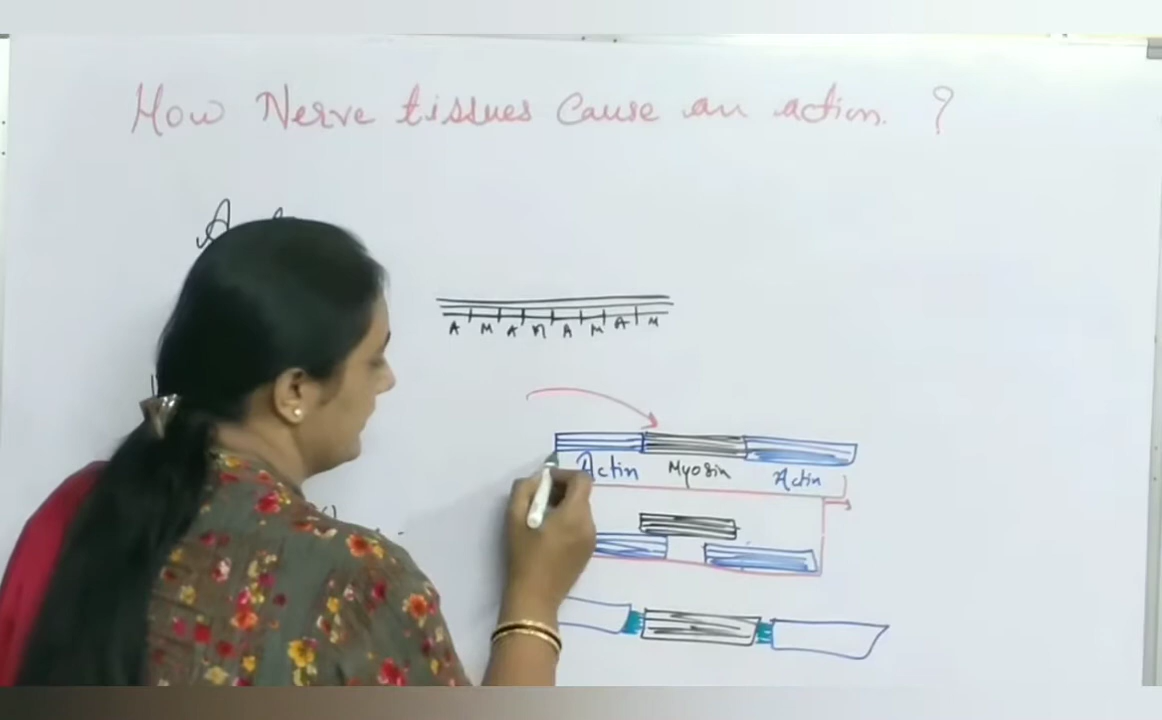 How Nerve tissues cause an action. ?
A M A M A M A M
Actin Myosin Actin